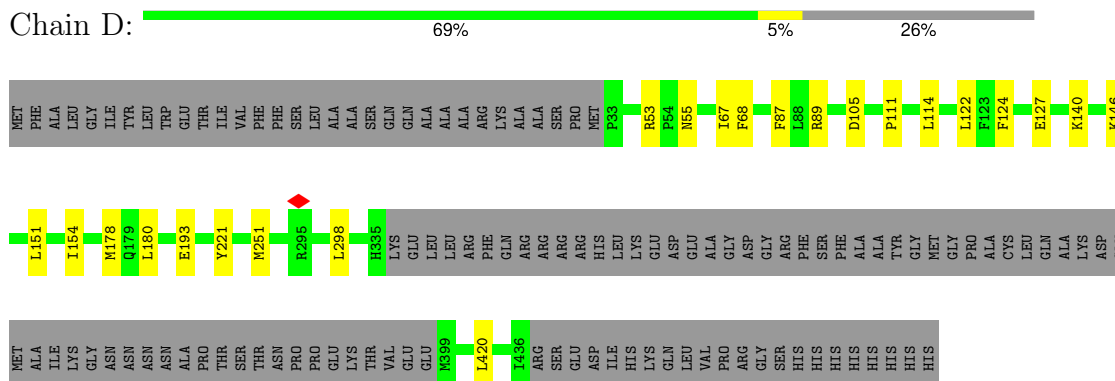 Chain D:
69% 5% 26%
MET PHE ALA LEU GLY ILE TYR LEU TRP GLU THR ILE VAL PHE PHE SER LEU ALA ALA SER GLN GLN ALA ALA ALA ARG LYS ALA ALA SER PRO MET P33 R53 P54 N55 I67 F68 F87 L88 R89 D105 P111 L114 L122 F123 F124 E127 K140 K146
L151 I154 M178 Q179 L180 E193 Y221 M251 R295 L298 H335 LYS GLU LEU LEU ARG PHE GLN ARG ARG ARG ARG HIS LEU LYS GLU ASP GLU ALA GLY ASP GLY ARG PHE SER PHE ALA ALA TYR GLY MET GLY PRO ALA CYS LEU GLN ALA LYS ASP
MET ALA ILE LYS GLY ASN ASN ASN ASN ALA PRO THR SER THR ASN PRO PRO GLU LYS THR VAL GLU GLU M399 L420 I436 ARG SER GLU ASP ILE HIS LYS GLN LEU VAL PRO ARG GLY SER HIS HIS HIS HIS HIS HIS HIS HIS